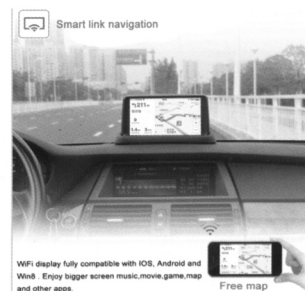 Smart link navigation
WiFi display fully compatible with IOS, Android and
Win8 . Enjoy bigger screen music,movie,game,map
and other apps.
Free map